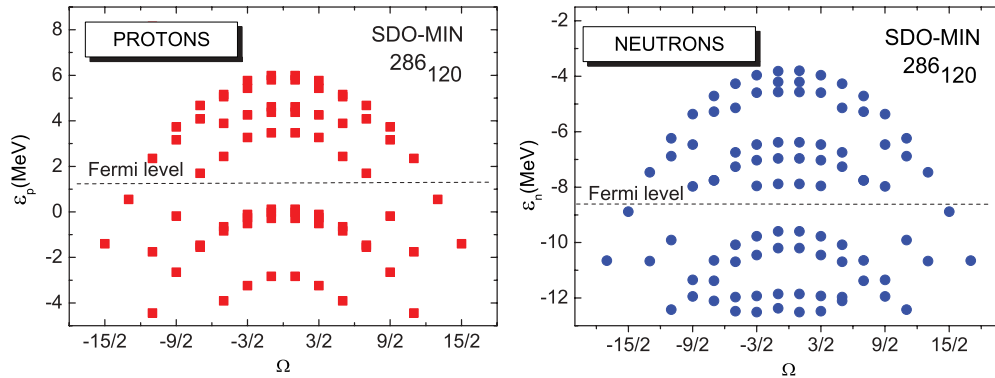 PROTONS
SDO-MIN
286120
Fermi level
εp(MeV)
8
6
4
2
0
-2
-4
-15/2 -9/2 -3/2 3/2 9/2 15/2
Ω
NEUTRONS
SDO-MIN
286120
Fermi level
εn(MeV)
-2
-4
-6
-8
-10
-12
-15/2 -9/2 -3/2 3/2 9/2 15/2
Ω